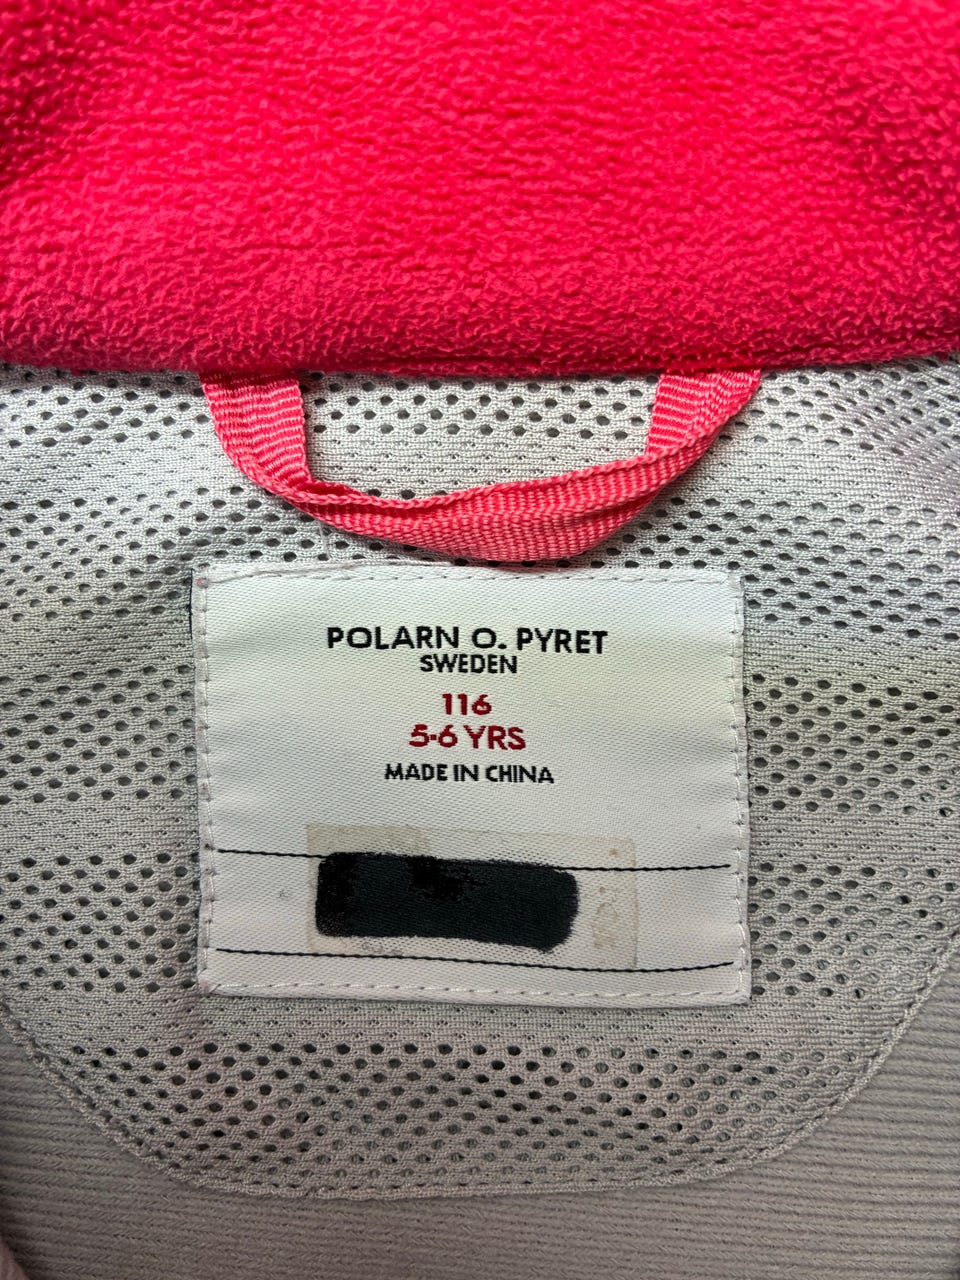 POLARN O. PYRET
SWEDEN
116
5-6 YRS
MADE IN CHINA